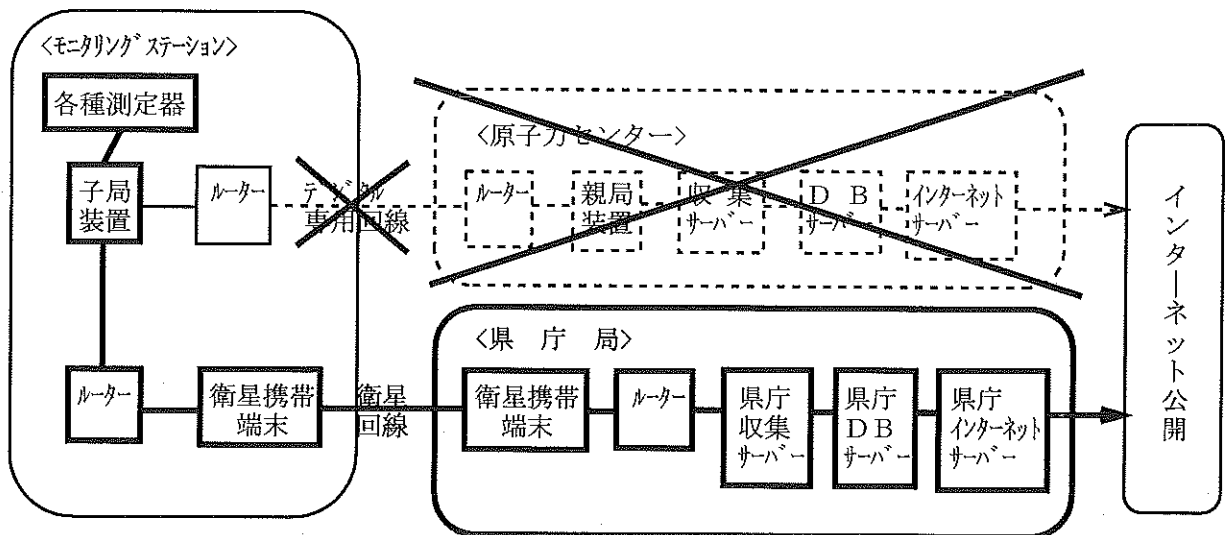 <モニタリングステーション>
各種測定器
子局
装置
ルーター
デジタル
専用回線
<原子力センター>
ルーター
親局
装置
収集
サーバー
DB
サーバー
インターネット
サーバー
ルーター
衛星携帯
端末
衛星
回線
<県庁局>
衛星携帯
端末
ルーター
県庁
収集
サーバー
県庁
DB
サーバー
県庁
インターネット
サーバー
インターネット公開